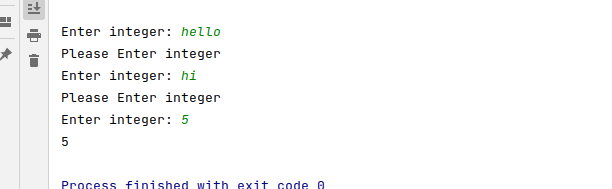 Enter integer: hello
Please Enter integer
Enter integer: hi
Please Enter integer
Enter integer: 5
5
Process finished with exit code 0